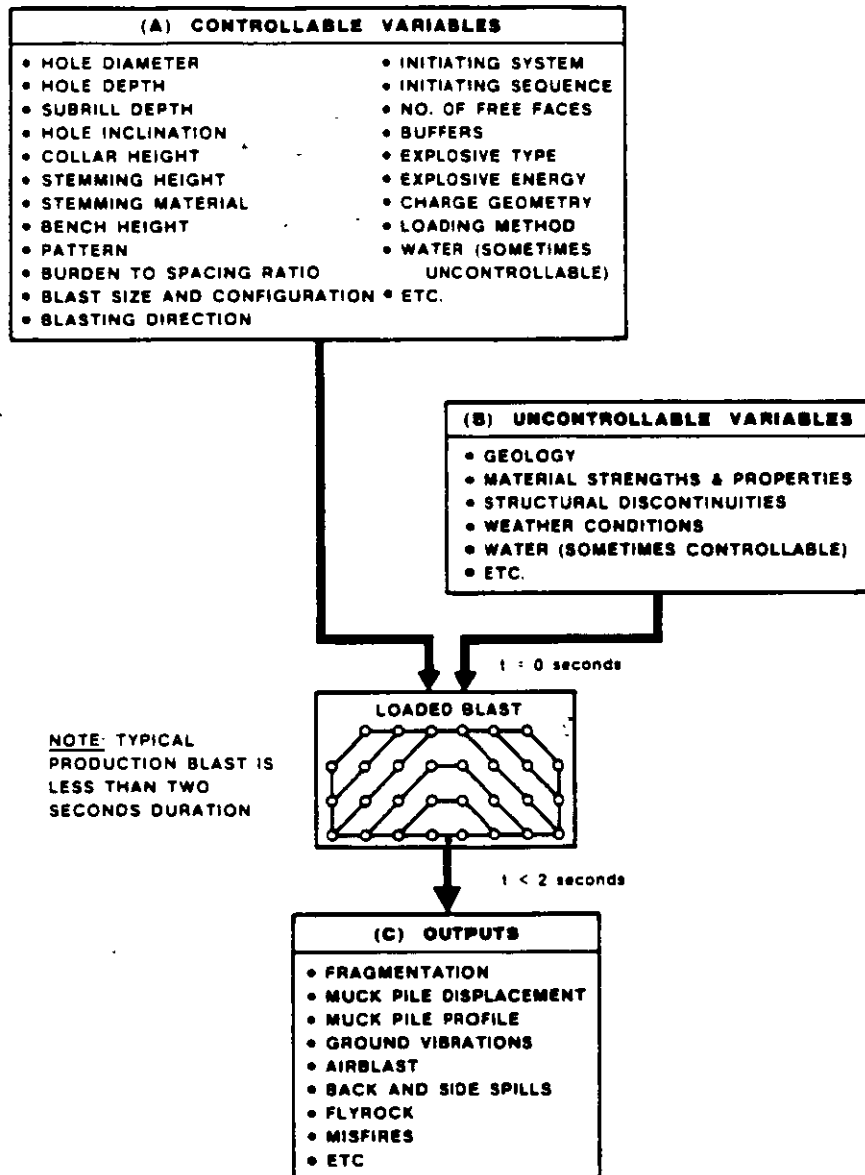 (A) CONTROLLABLE VARIABLES
• HOLE DIAMETER
• HOLE DEPTH
• SUBRILL DEPTH
• HOLE INCLINATION
• COLLAR HEIGHT
• STEMMING HEIGHT
• STEMMING MATERIAL
• BENCH HEIGHT
• PATTERN
• BURDEN TO SPACING RATIO
• BLAST SIZE AND CONFIGURATION
• BLASTING DIRECTION
• INITIATING SYSTEM
• INITIATING SEQUENCE
• NO. OF FREE FACES
• BUFFERS
• EXPLOSIVE TYPE
• EXPLOSIVE ENERGY
• CHARGE GEOMETRY
• LOADING METHOD
• WATER (SOMETIMES
UNCONTROLLABLE)
• ETC.
(B) UNCONTROLLABLE VARIABLES
• GEOLOGY
• MATERIAL STRENGTHS & PROPERTIES
• STRUCTURAL DISCONTINUITIES
• WEATHER CONDITIONS
• WATER (SOMETIMES CONTROLLABLE)
• ETC.
t = 0 seconds
LOADED BLAST
NOTE: TYPICAL
PRODUCTION BLAST IS
LESS THAN TWO
SECONDS DURATION
t < 2 seconds
(C) OUTPUTS
• FRAGMENTATION
• MUCK PILE DISPLACEMENT
• MUCK PILE PROFILE
• GROUND VIBRATIONS
• AIRBLAST
• BACK AND SIDE SPILLS
• FLYROCK
• MISFIRES
• ETC